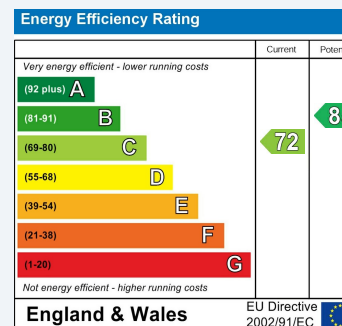 Energy Efficiency Rating
Current
Very energy efficient - lower running costs
(92 plus) A
(81-91) B
(69-80) C
72
(55-68) D
(39-54) E
(21-38) F
(1-20) G
Not energy efficient - higher running costs
England & Wales
EU Directive
2002/91/EC